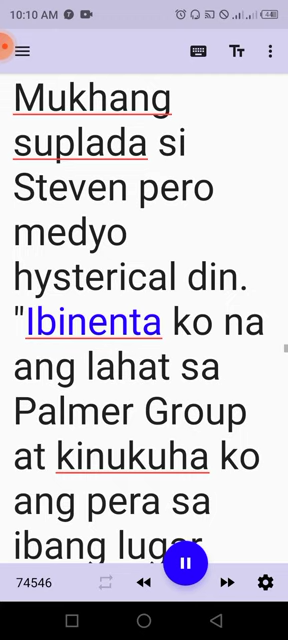 10:10 AM
Mukhang
suplada si
Steven pero
medyo
hysterical din.
"Ibinenta ko na
ang lahat sa
Palmer Group
at kinukuha ko
ang pera sa
ibang lugar
74546